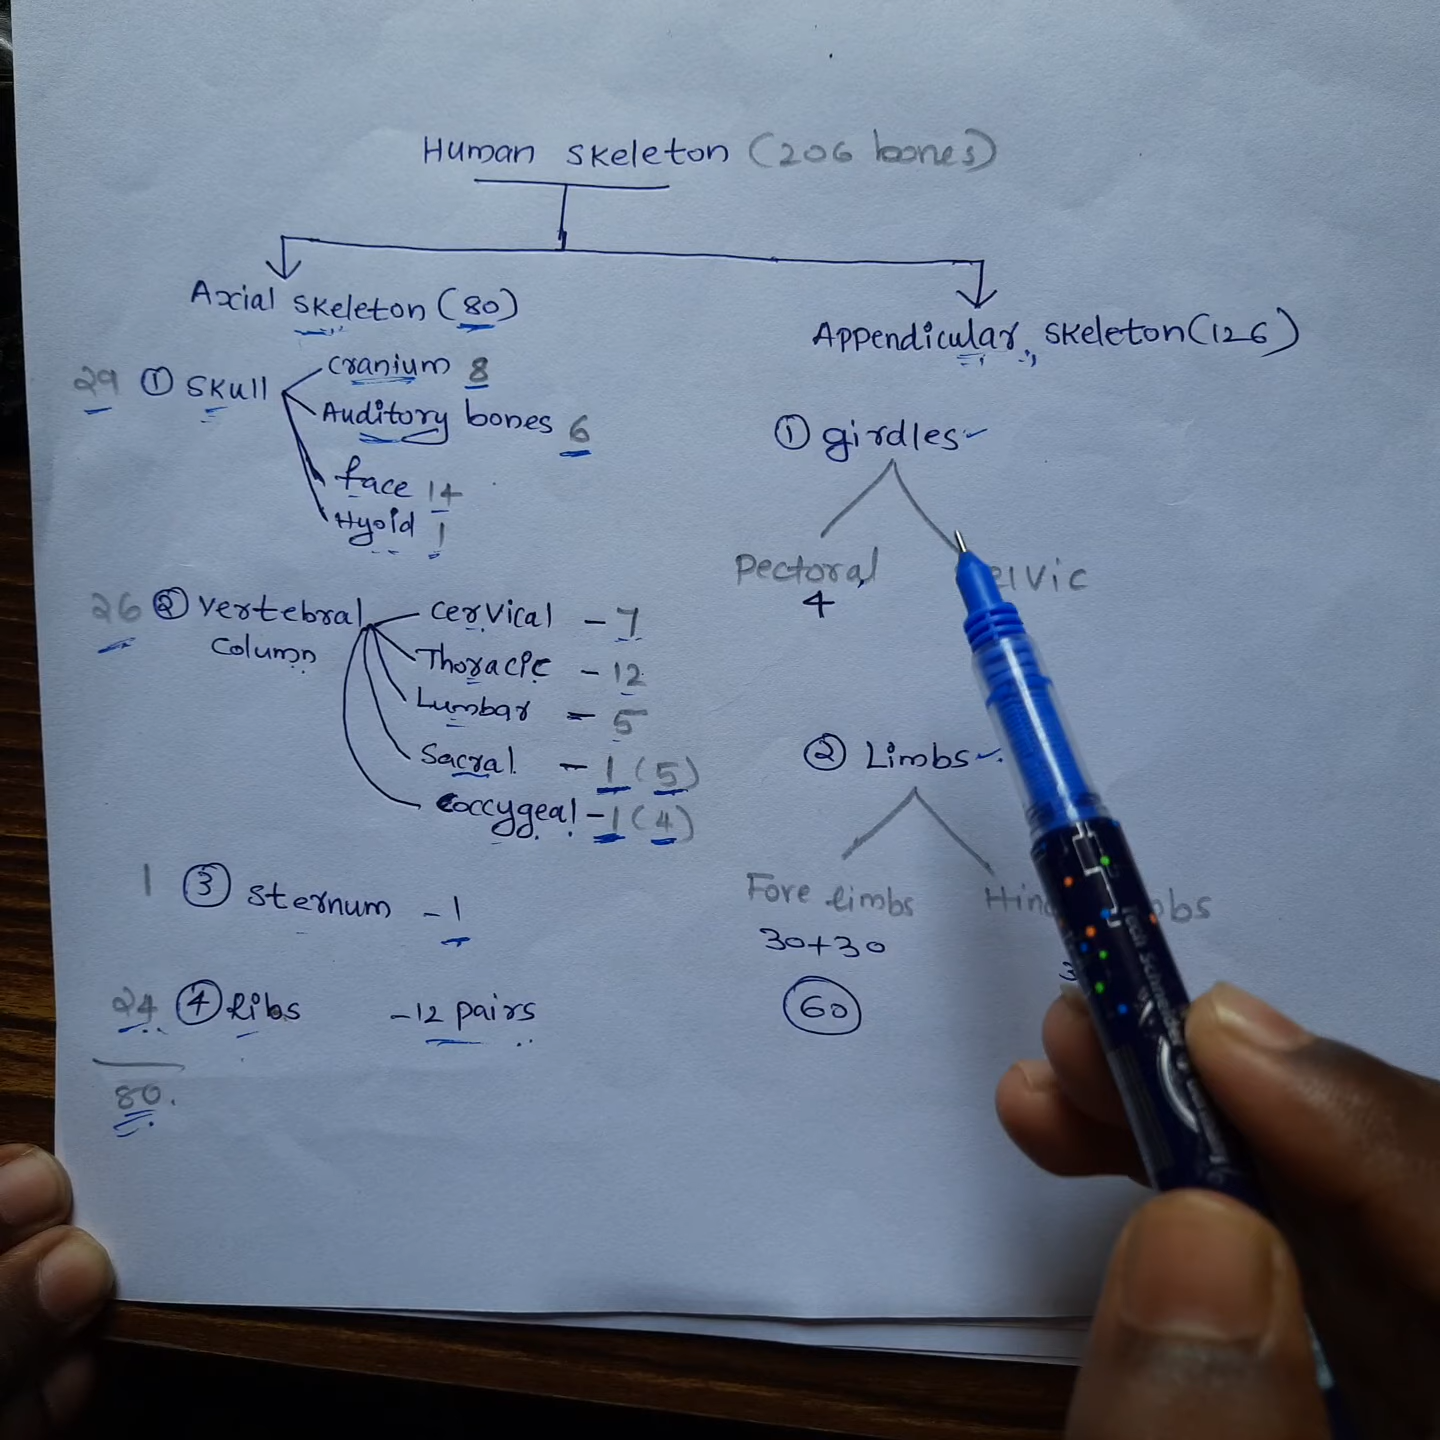 Human skeleton (206 bones)
Axial skeleton (80)
29 ① Skull
cranium 8
Auditory bones 6
face 14
Hyoid 1
26 ② Vertebral column
cervical - 7
Thoracic - 12
Lumbar - 5
Sacral - 1 (5)
coccygeal - 1 (4)
1 ③ Sternum - 1
24 ④ Ribs - 12 pairs
80.
Appendicular skeleton (126)
① girdles
Pectoral
4
② Limbs
Fore limbs
30+30
60